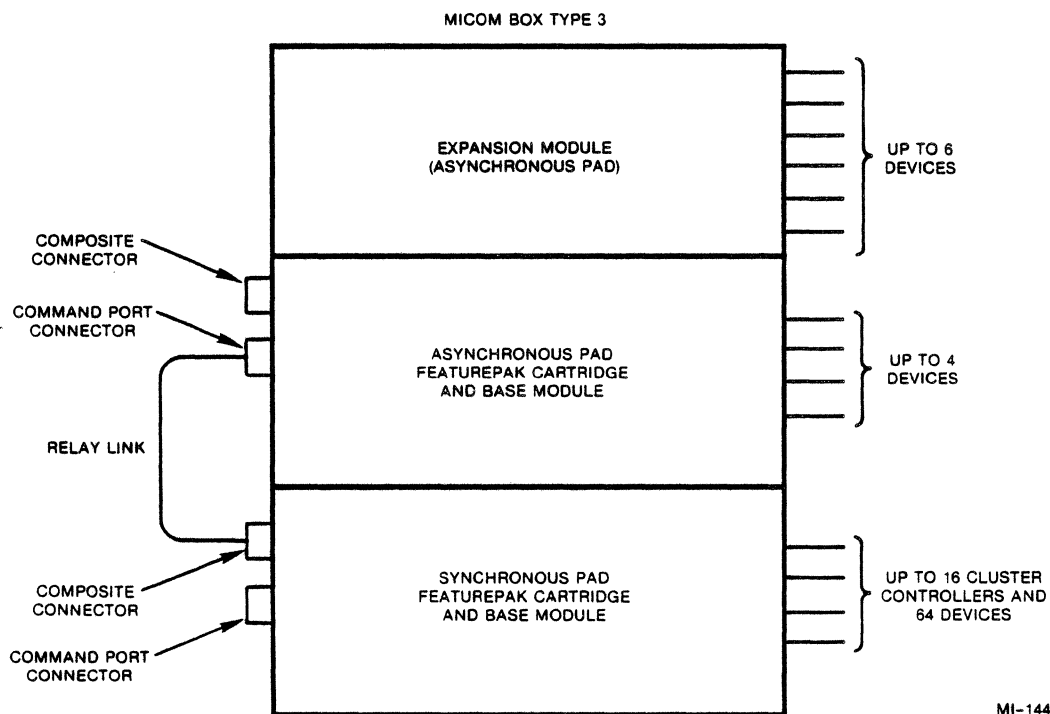 MICOM BOX TYPE 3
EXPANSION MODULE
(ASYNCHRONOUS PAD)
UP TO 6
DEVICES
COMPOSITE
CONNECTOR
COMMAND PORT
CONNECTOR
ASYNCHRONOUS PAD
FEATUREPAK CARTRIDGE
AND BASE MODULE
UP TO 4
DEVICES
RELAY LINK
COMPOSITE
CONNECTOR
COMMAND PORT
CONNECTOR
SYNCHRONOUS PAD
FEATUREPAK CARTRIDGE
AND BASE MODULE
UP TO 16 CLUSTER
CONTROLLERS AND
64 DEVICES
MI-144